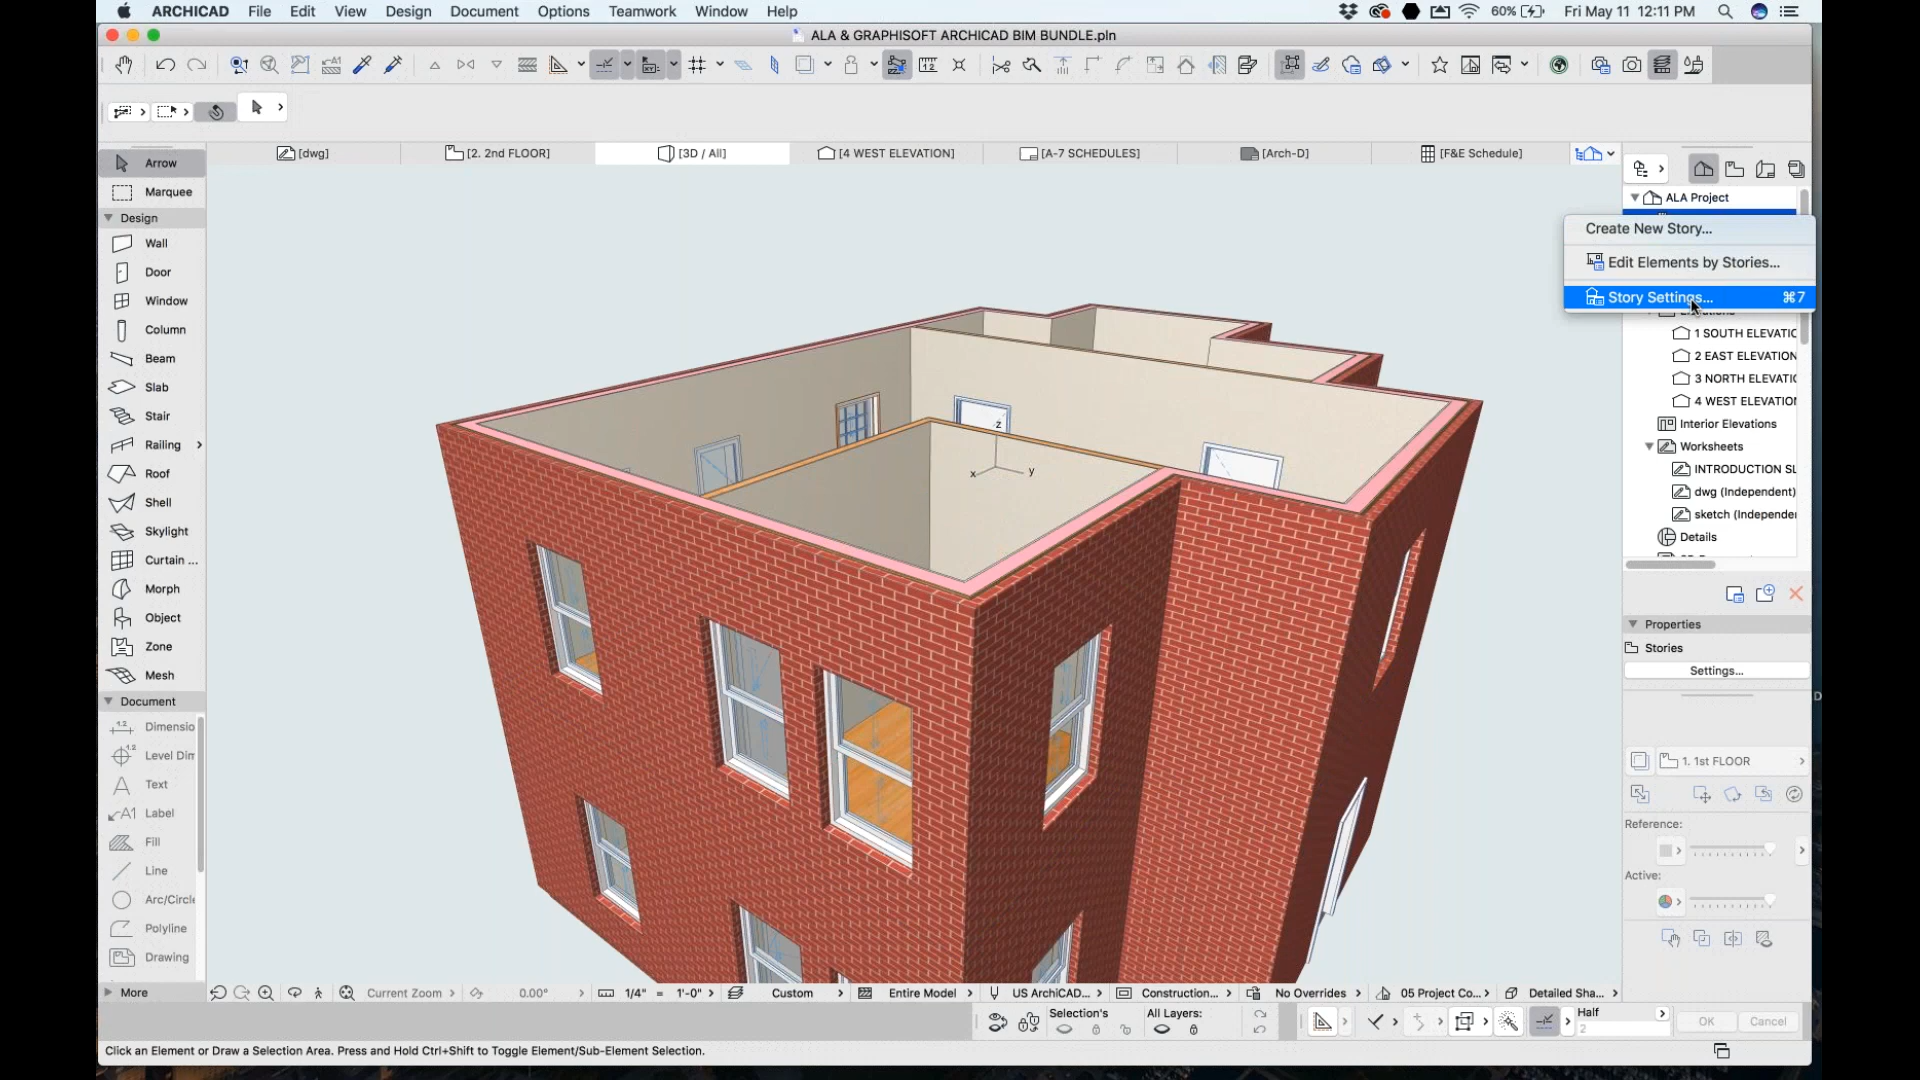 ARCHICAD File Edit View Design Document Options Teamwork Window Help
60% Fri May 11 12:11 PM
ALA & GRAPHISOFT ARCHICAD BIM BUNDLE.pln
[dwg] [2. 2nd FLOOR] [3D / All] [4 WEST ELEVATION] [A-7 SCHEDULES] [Arch-D] [F&E Schedule]
Arrow
Marquee
Design
Wall
Door
Window
Column
Beam
Slab
Stair
Railing
Roof
Shell
Skylight
Curtain ...
Morph
Object
Zone
Mesh
Document
Dimensio
Level Dim
Text
Label
Fill
Line
Arc/Circle
Polyline
Drawing
More
z
x
y
ALA Project
Create New Story...
Edit Elements by Stories...
Story Settings... ⌘7
1 SOUTH ELEVATIO
2 EAST ELEVATION
3 NORTH ELEVATIO
4 WEST ELEVATION
Interior Elevations
Worksheets
INTRODUCTION SL
dwg (Independent)
sketch (Independe
Details
Properties
Stories
Settings...
1. 1st FLOOR
Reference:
Active:
Current Zoom 0.00° 1/4" = 1'-0" Custom Entire Model US ArchiCAD... Construction... No Overrides 05 Project Co... Detailed Sha...
Selection's All Layers:
Half
2
OK Cancel
Click an Element or Draw a Selection Area. Press and Hold Ctrl+Shift to Toggle Element/Sub-Element Selection.